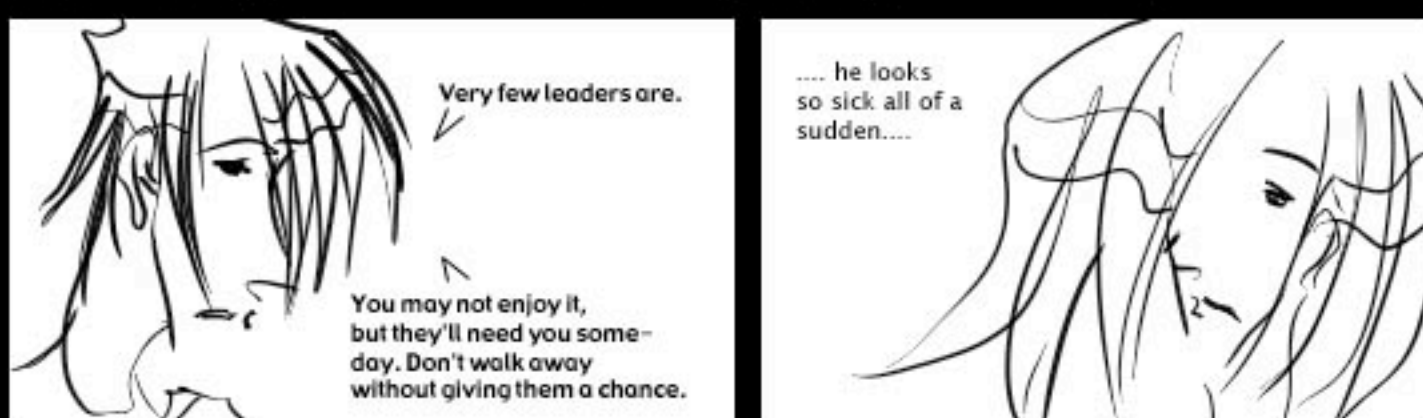 Very few leaders are.
You may not enjoy it,
but they'll need you some-
day. Don't walk away
without giving them a chance.
.... he looks
so sick all of a
sudden....